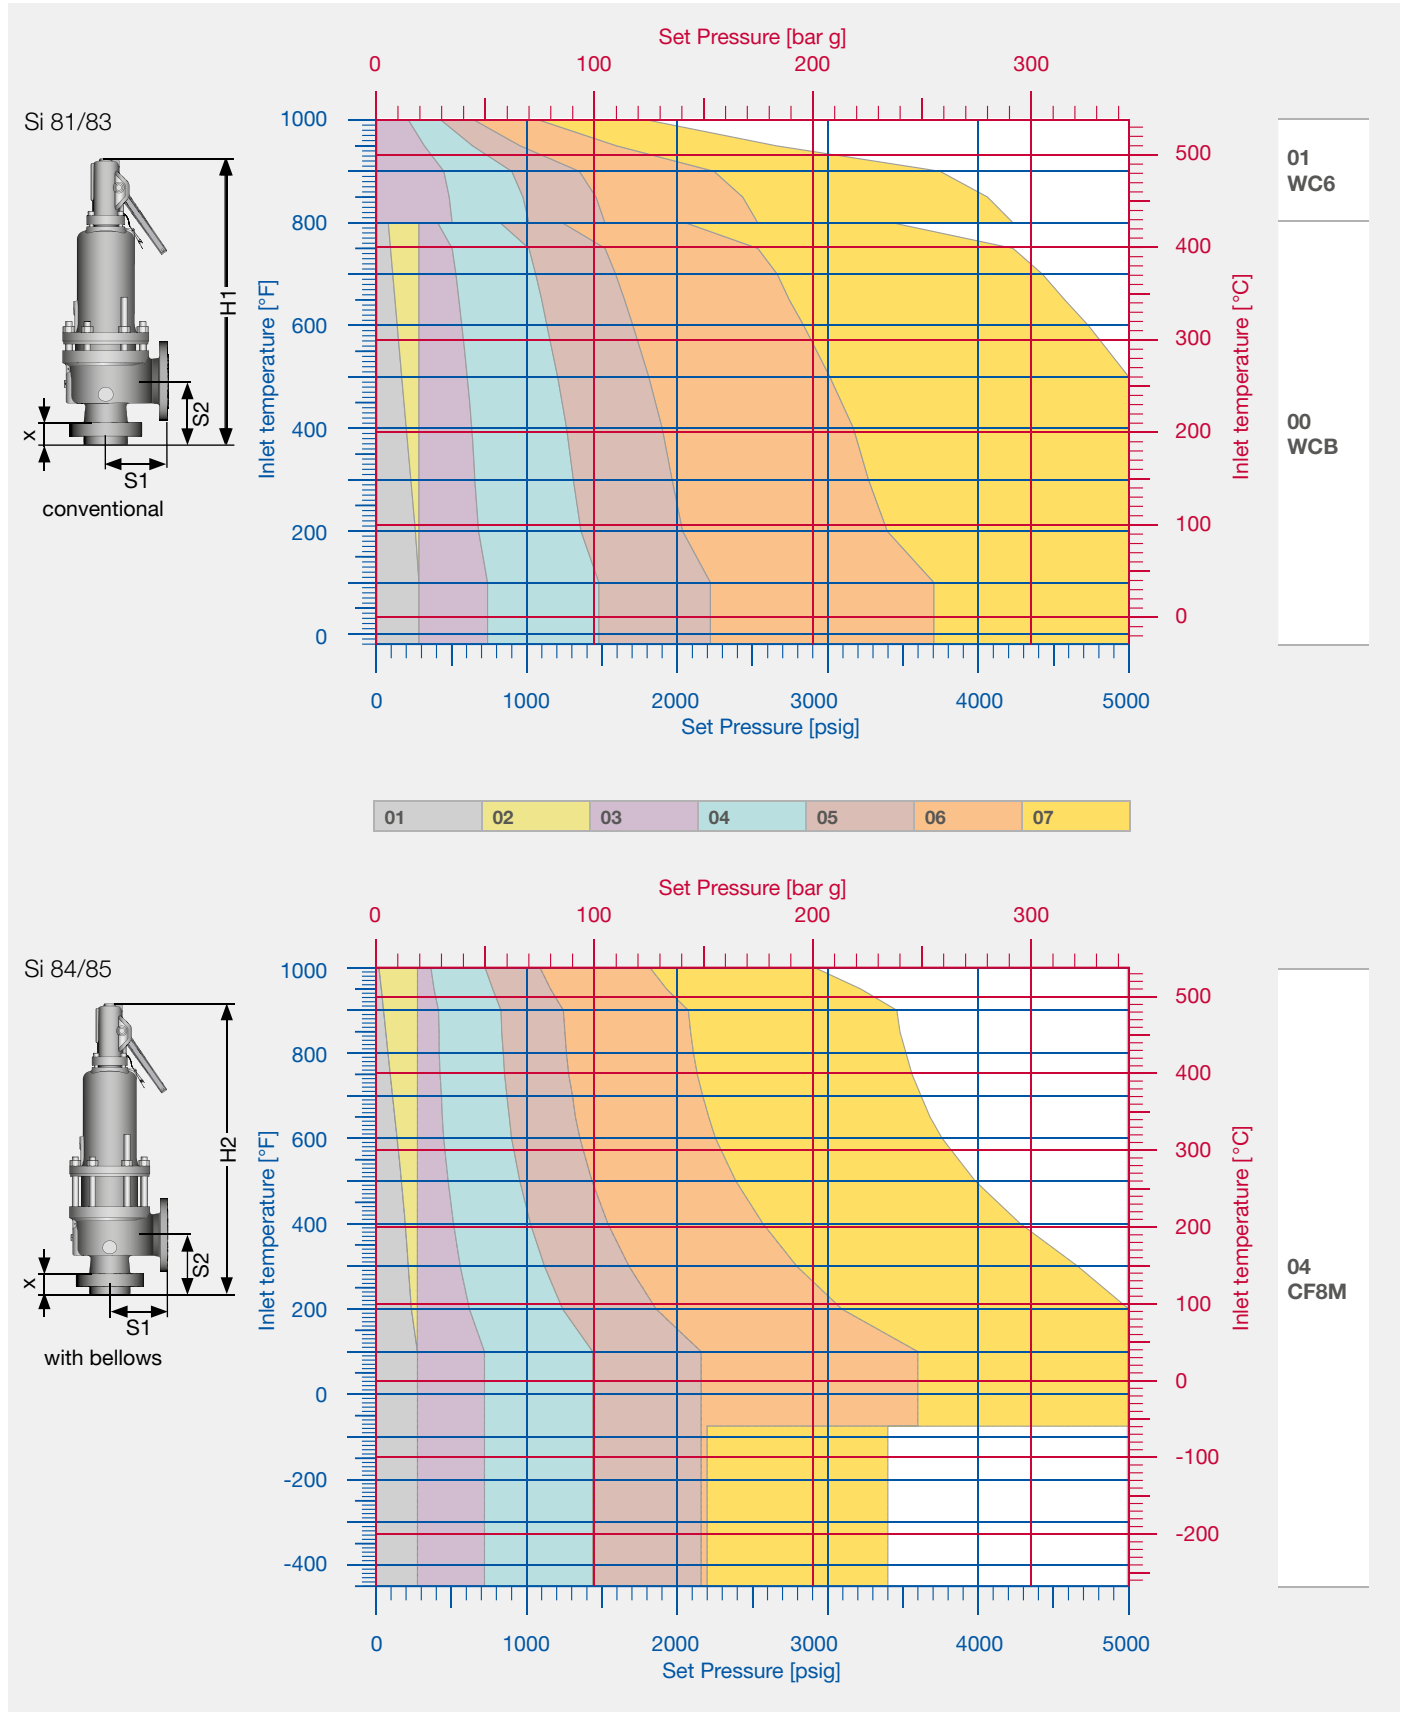 Set Pressure [bar g]
0 100 200 300
Si 81/83
1000
800
600
400
200
0
Inlet temperature [°F]
500
400
300
200
100
0
Inlet temperature [°C]
01
WC6
00
WCB
H1
S2
x
S1
conventional
0 1000 2000 3000 4000 5000
Set Pressure [psig]
01 02 03 04 05 06 07
Set Pressure [bar g]
0 100 200 300
Si 84/85
1000
800
600
400
200
0
-200
-400
Inlet temperature [°F]
500
400
300
200
100
0
-100
-200
Inlet temperature [°C]
04
CF8M
H2
S2
x
S1
with bellows
0 1000 2000 3000 4000 5000
Set Pressure [psig]